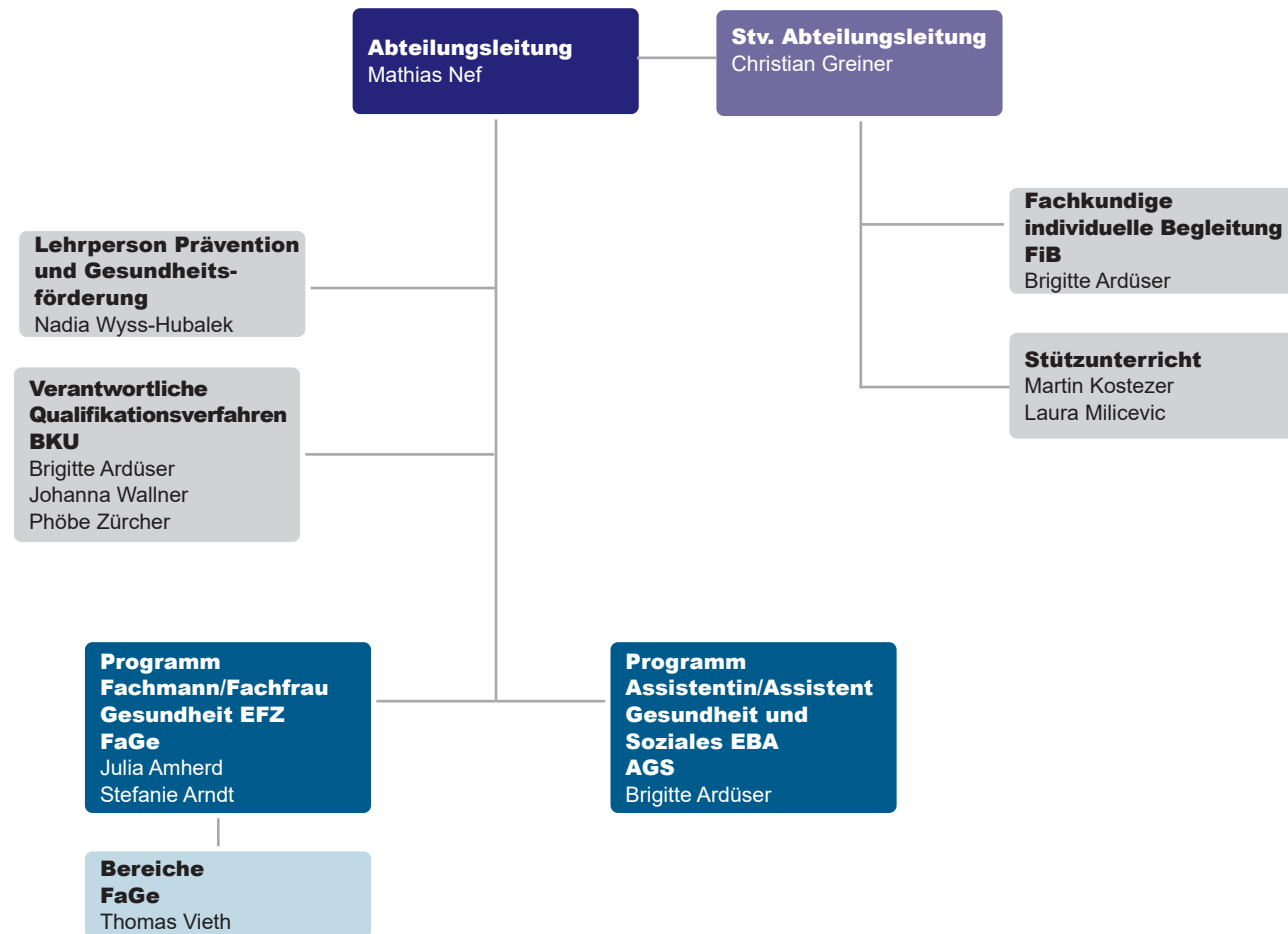 Abteilungsleitung
Mathias Nef
Stv. Abteilungsleitung
Christian Greiner
Fachkundige
individuelle Begleitung
FiB
Brigitte Ardüser
Lehrperson Prävention
und Gesundheits-
förderung
Nadia Wyss-Hubalek
Stützunterricht
Martin Kostezer
Laura Milicevic
Verantwortliche
Qualifikationsverfahren
BKU
Brigitte Ardüser
Johanna Wallner
Phöbe Zürcher
Programm
Fachmann/Fachfrau
Gesundheit EFZ
FaGe
Julia Amherd
Stefanie Arndt
Programm
Assistentin/Assistent
Gesundheit und
Soziales EBA
AGS
Brigitte Ardüser
Bereiche
FaGe
Thomas Vieth